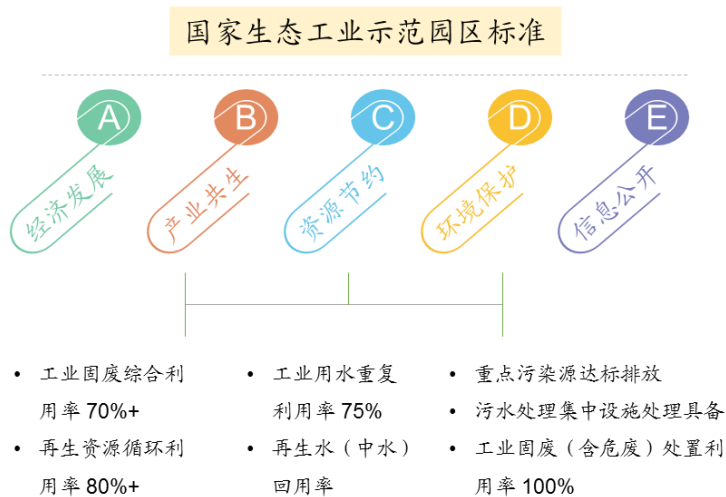 国家生态工业示范园区标准
A
B
C
D
E
经济发展
产业共生
资源节约
环境保护
信息公开
• 工业固废综合利
用率 70%+
• 再生资源循环利
用率 80%+
• 工业用水重复
利用率 75%
• 再生水（中水）
回用率
• 重点污染源达标排放
• 污水处理集中设施处理具备
• 工业固废（含危废）处置利
用率 100%